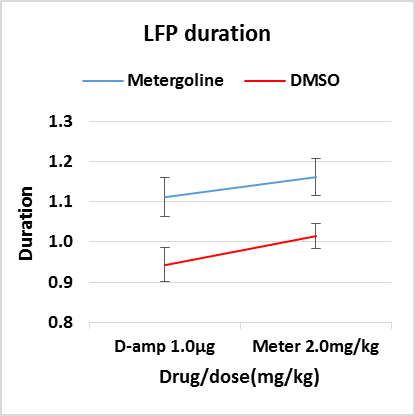 LFP duration
Metergoline DMSO
1.3
1.2
1.1
1.0
0.9
0.8
Duration
D-amp 1.0µg Meter 2.0mg/kg
Drug/dose(mg/kg)